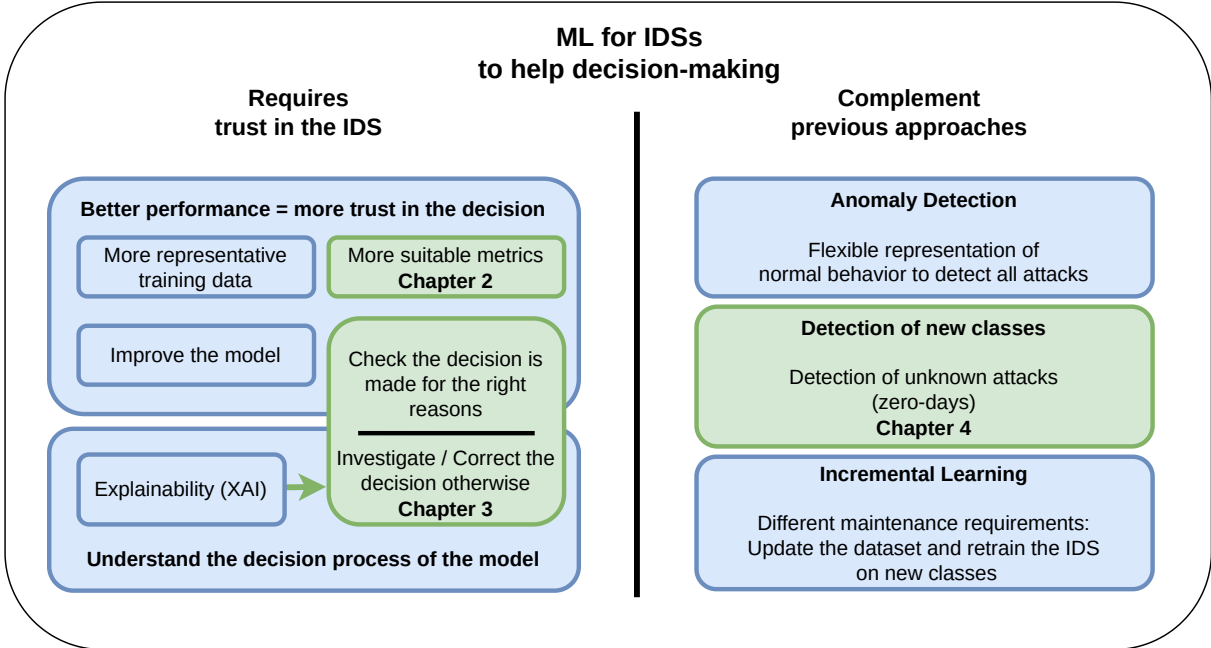 ML for IDSs
to help decision-making
Requires
trust in the IDS
Better performance = more trust in the decision
More representative
training data
More suitable metrics
Chapter 2
Improve the model
Check the decision is
made for the right
reasons
Investigate / Correct the
decision otherwise
Chapter 3
Explainability (XAI)
Understand the decision process of the model
Complement
previous approaches
Anomaly Detection
Flexible representation of
normal behavior to detect all attacks
Detection of new classes
Detection of unknown attacks
(zero-days)
Chapter 4
Incremental Learning
Different maintenance requirements:
Update the dataset and retrain the IDS
on new classes